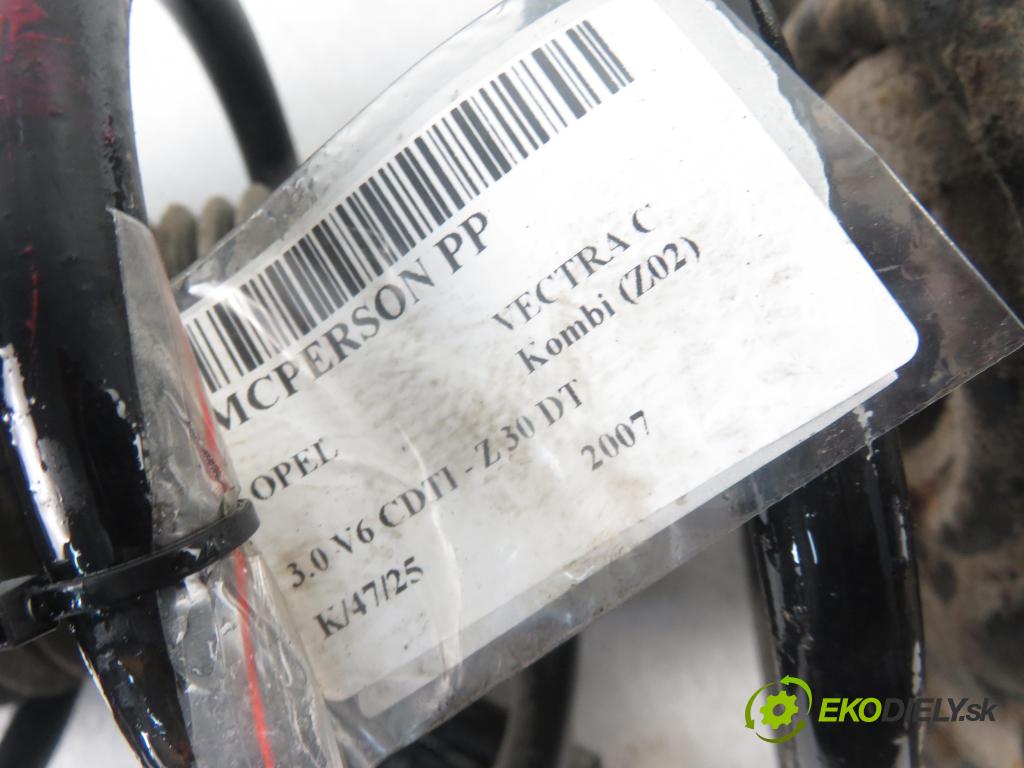 MCPERSON PP
OPEL
VECTRA C
Kombi (Z02)
3.0 V6 CDTI - Z 30 DT
K/47/25
2007
EKODIELY.sk